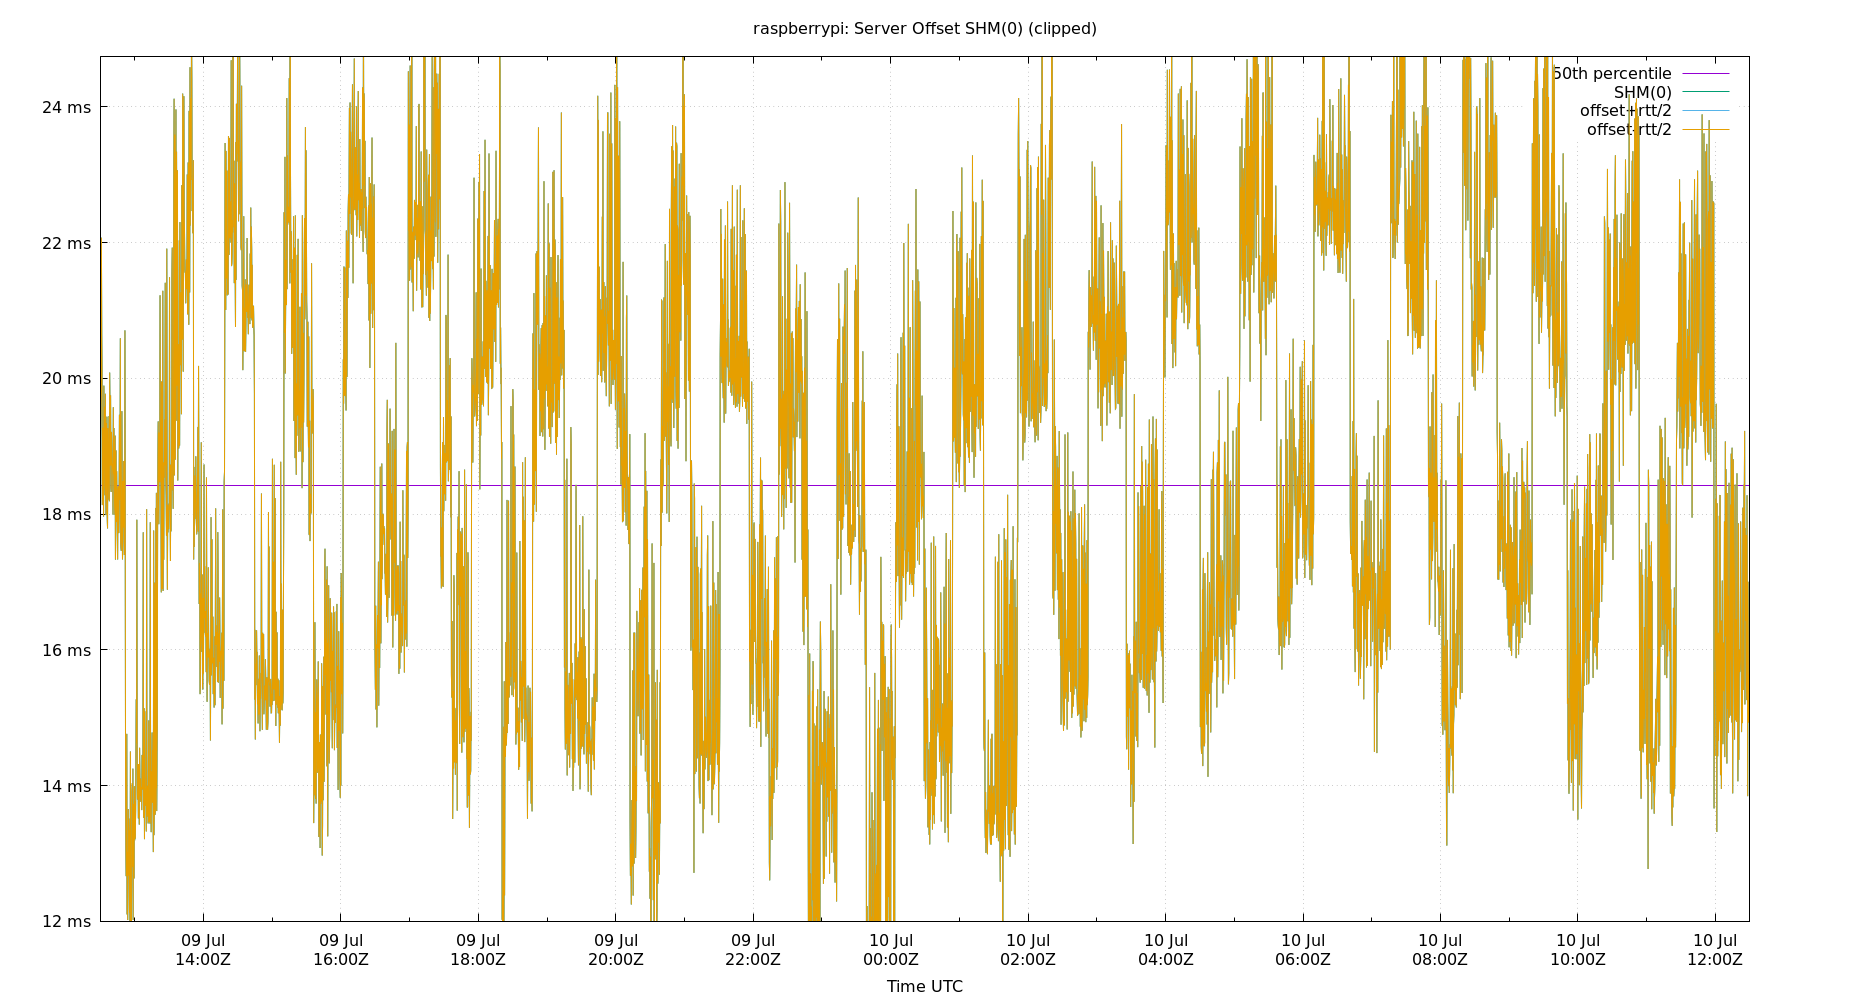 raspberrypi: Server Offset SHM(0) (clipped)
50th percentile
SHM(0)
offset+rtt/2
offset-rtt/2
24 ms
22 ms
20 ms
18 ms
16 ms
14 ms
12 ms
09 Jul 09 Jul 09 Jul 09 Jul 09 Jul 10 Jul 10 Jul 10 Jul 10 Jul 10 Jul 10 Jul 10 Jul
14:00Z 16:00Z 18:00Z 20:00Z 22:00Z 00:00Z 02:00Z 04:00Z 06:00Z 08:00Z 10:00Z 12:00Z
Time UTC